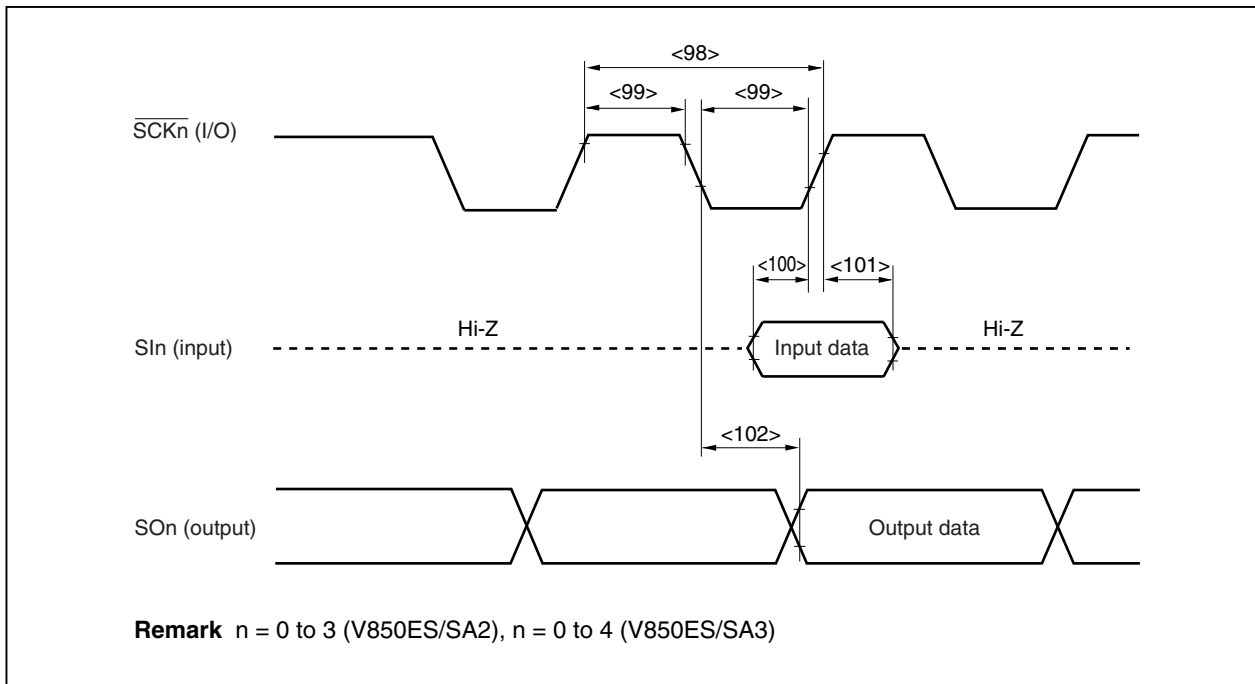 <98>
<99> <99>
SCKn (I/O)
<100> <101>
Hi-Z Hi-Z
SIn (input) Input data
<102>
SOn (output) Output data
Remark n = 0 to 3 (V850ES/SA2), n = 0 to 4 (V850ES/SA3)